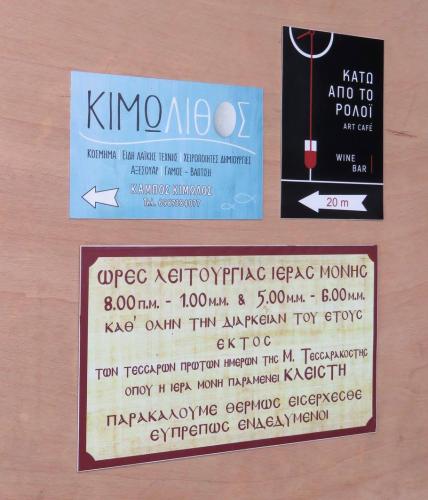 ΚΙΜΩΛΙΘΟΣ
ΚΟΣΜΗΜΑ | ΕΙΔΗ ΛΑΪΚΗΣ ΤΕΧΝΗΣ | ΧΕΙΡΟΠΟΙΗΤΕΣ ΔΗΜΙΟΥΡΓΙΕΣ
ΑΞΕΣΟΥΑΡ | ΓΑΜΟΣ - ΒΑΠΤΙΣΗ
ΚΑΜΠΟΣ ΚΙΜΩΛΟΣ
ΚΑΤΩ
ΑΠΟ ΤΟ
ΡΟΛΟΪ
ART CAFÉ
WINE
BAR
20 m
ΩΡΕΣ ΛΕΙΤΟΥΡΓΙΑΣ ΙΕΡΑΣ ΜΟΝΗΣ
8.00 Π.Μ. - 1.00 Μ.Μ. & 5.00 Μ.Μ. - 6.00 Μ.Μ.
ΚΑΘ' ΟΛΗΝ ΤΗΝ ΔΙΑΡΚΕΙΑΝ ΤΟΥ ΕΤΟΥΣ
ΕΚΤΟΣ
ΤΩΝ ΤΕΣΣΑΡΩΝ ΠΡΩΤΩΝ ΗΜΕΡΩΝ ΤΗΣ Μ. ΤΕΣΣΑΡΑΚΟΣΤΗΣ
ΟΠΟΥ Η ΙΕΡΑ ΜΟΝΗ ΠΑΡΑΜΕΝΕΙ ΚΛΕΙΣΤΗ
ΠΑΡΑΚΑΛΟΥΜΕ ΘΕΡΜΩΣ ΕΙΣΕΡΧΕΣΘΕ
ΕΥΠΡΕΠΩΣ ΕΝΔΕΔΥΜΕΝΟΙ